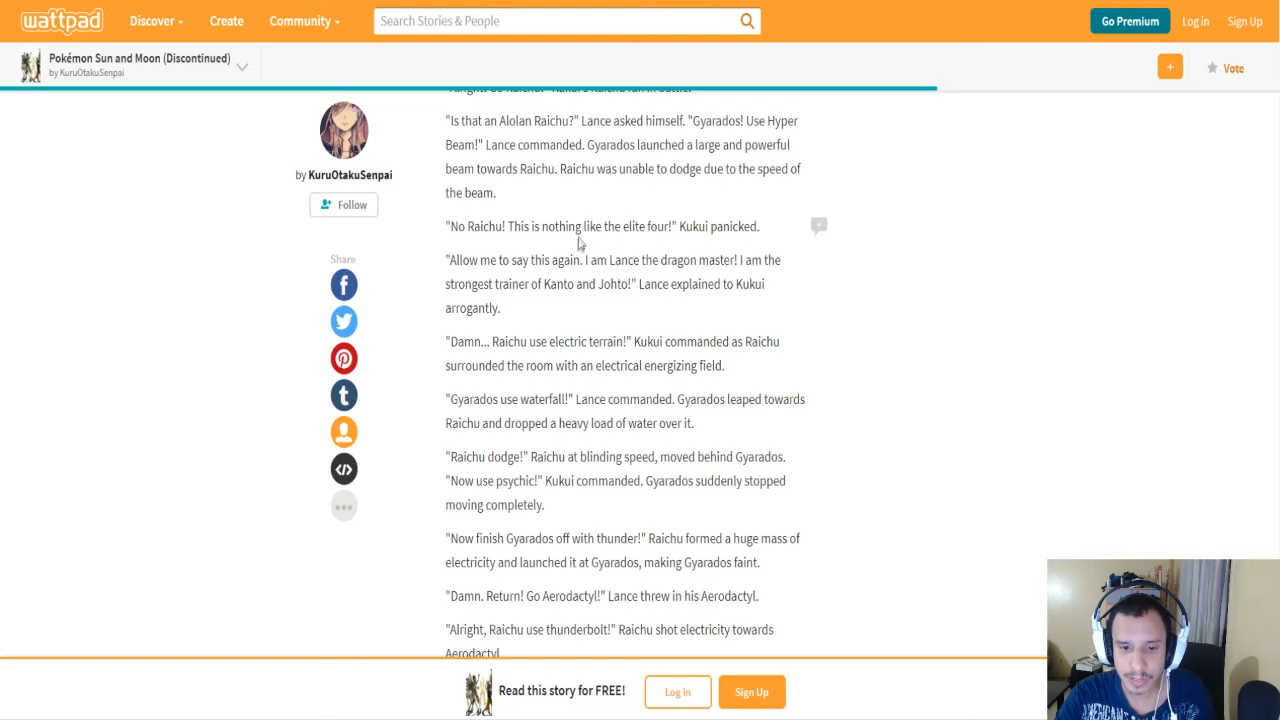 wattpad Discover Create Community Search Stories & People Go Premium Log in Sign Up
Pokémon Sun and Moon (Discontinued)
by KuruOtakuSenpai
+ Vote
"Is that an Alolan Raichu?" Lance asked himself. "Gyarados! Use Hyper
Beam!" Lance commanded. Gyarados launched a large and powerful
beam towards Raichu. Raichu was unable to dodge due to the speed of
the beam.
by KuruOtakuSenpai
Follow
"No Raichu! This is nothing like the elite four!" Kukui panicked.
Share
"Allow me to say this again. I am Lance the dragon master! I am the
strongest trainer of Kanto and Johto!" Lance explained to Kukui
arrogantly.
"Damn... Raichu use electric terrain!" Kukui commanded as Raichu
surrounded the room with an electrical energizing field.
"Gyarados use waterfall!" Lance commanded. Gyarados leaped towards
Raichu and dropped a heavy load of water over it.
"Raichu dodge!" Raichu at blinding speed, moved behind Gyarados.
"Now use psychic!" Kukui commanded. Gyarados suddenly stopped
moving completely.
"Now finish Gyarados off with thunder!" Raichu formed a huge mass of
electricity and launched it at Gyarados, making Gyarados faint.
"Damn. Return! Go Aerodactyl!" Lance threw in his Aerodactyl.
"Alright, Raichu use thunderbolt!" Raichu shot electricity towards
Aerodactyl
Read this story for FREE! Log in Sign Up
AMERICAN